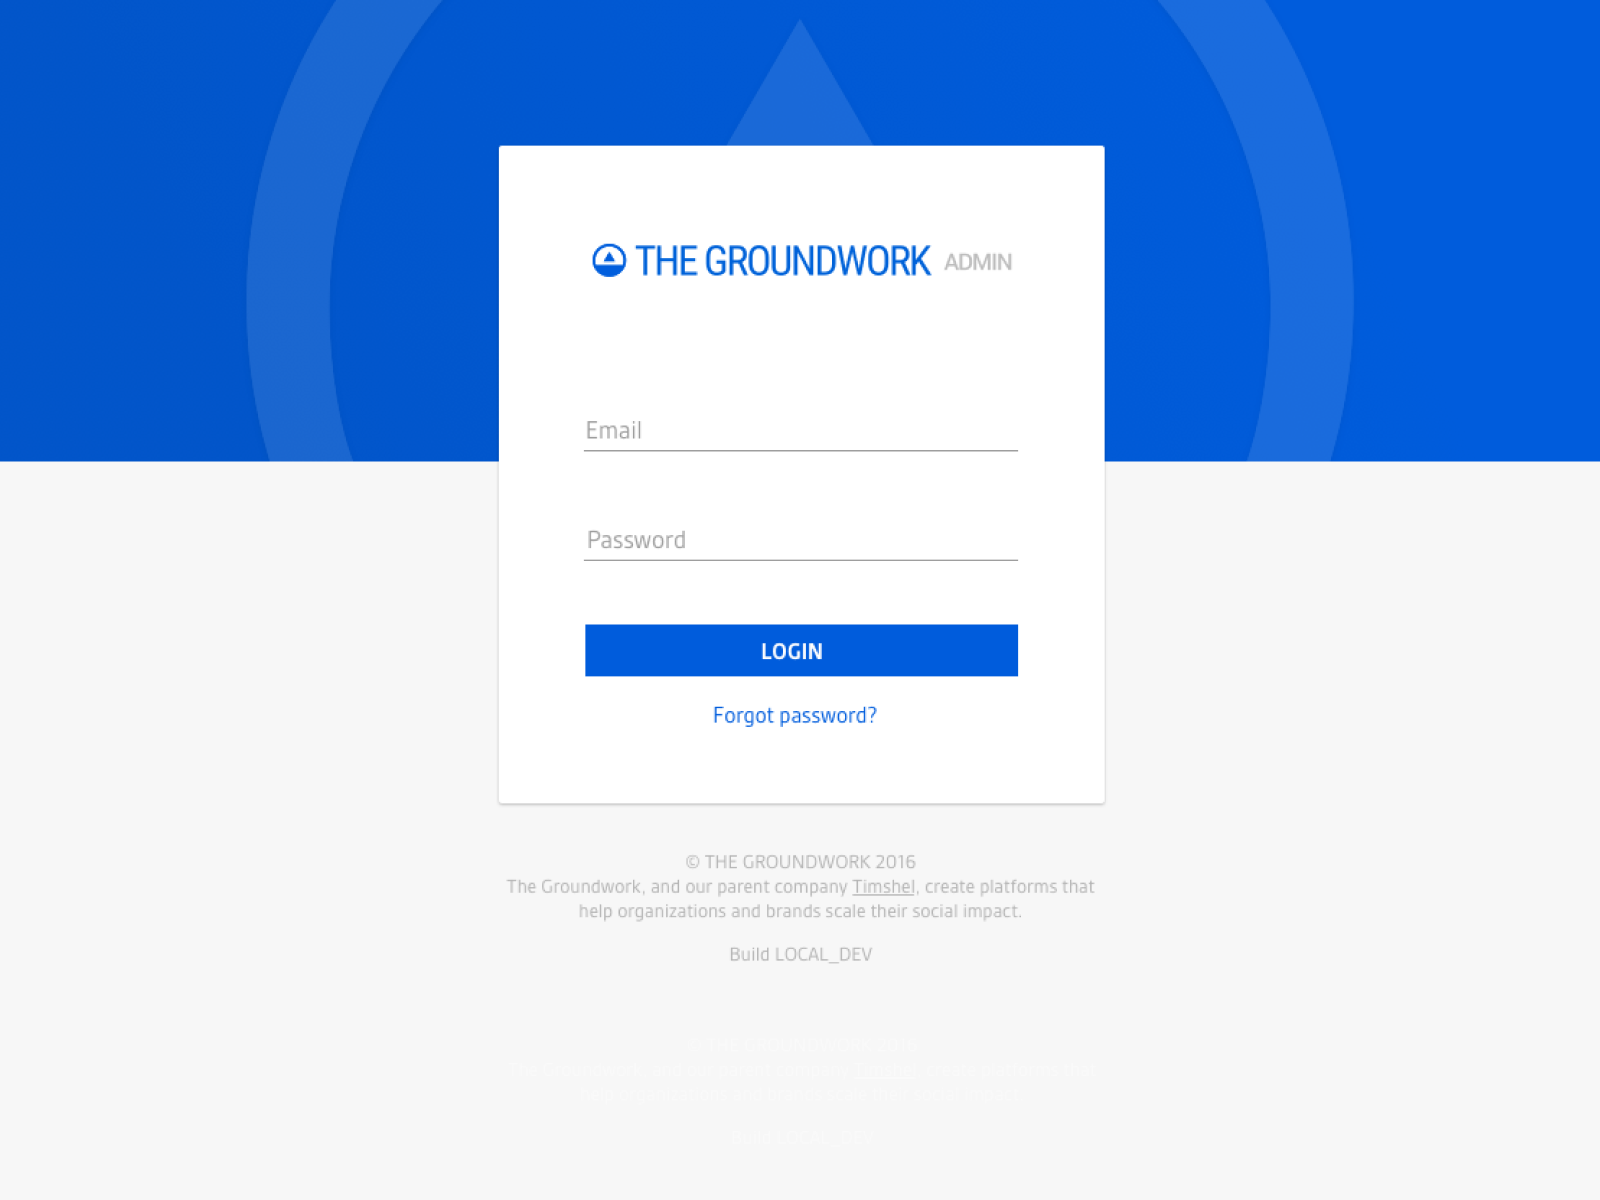 THE GROUNDWORK ADMIN
Email
Password
LOGIN
Forgot password?
© THE GROUNDWORK 2016
The Groundwork, and our parent company Timshel, create platforms that
help organizations and brands scale their social impact.
Build LOCAL_DEV